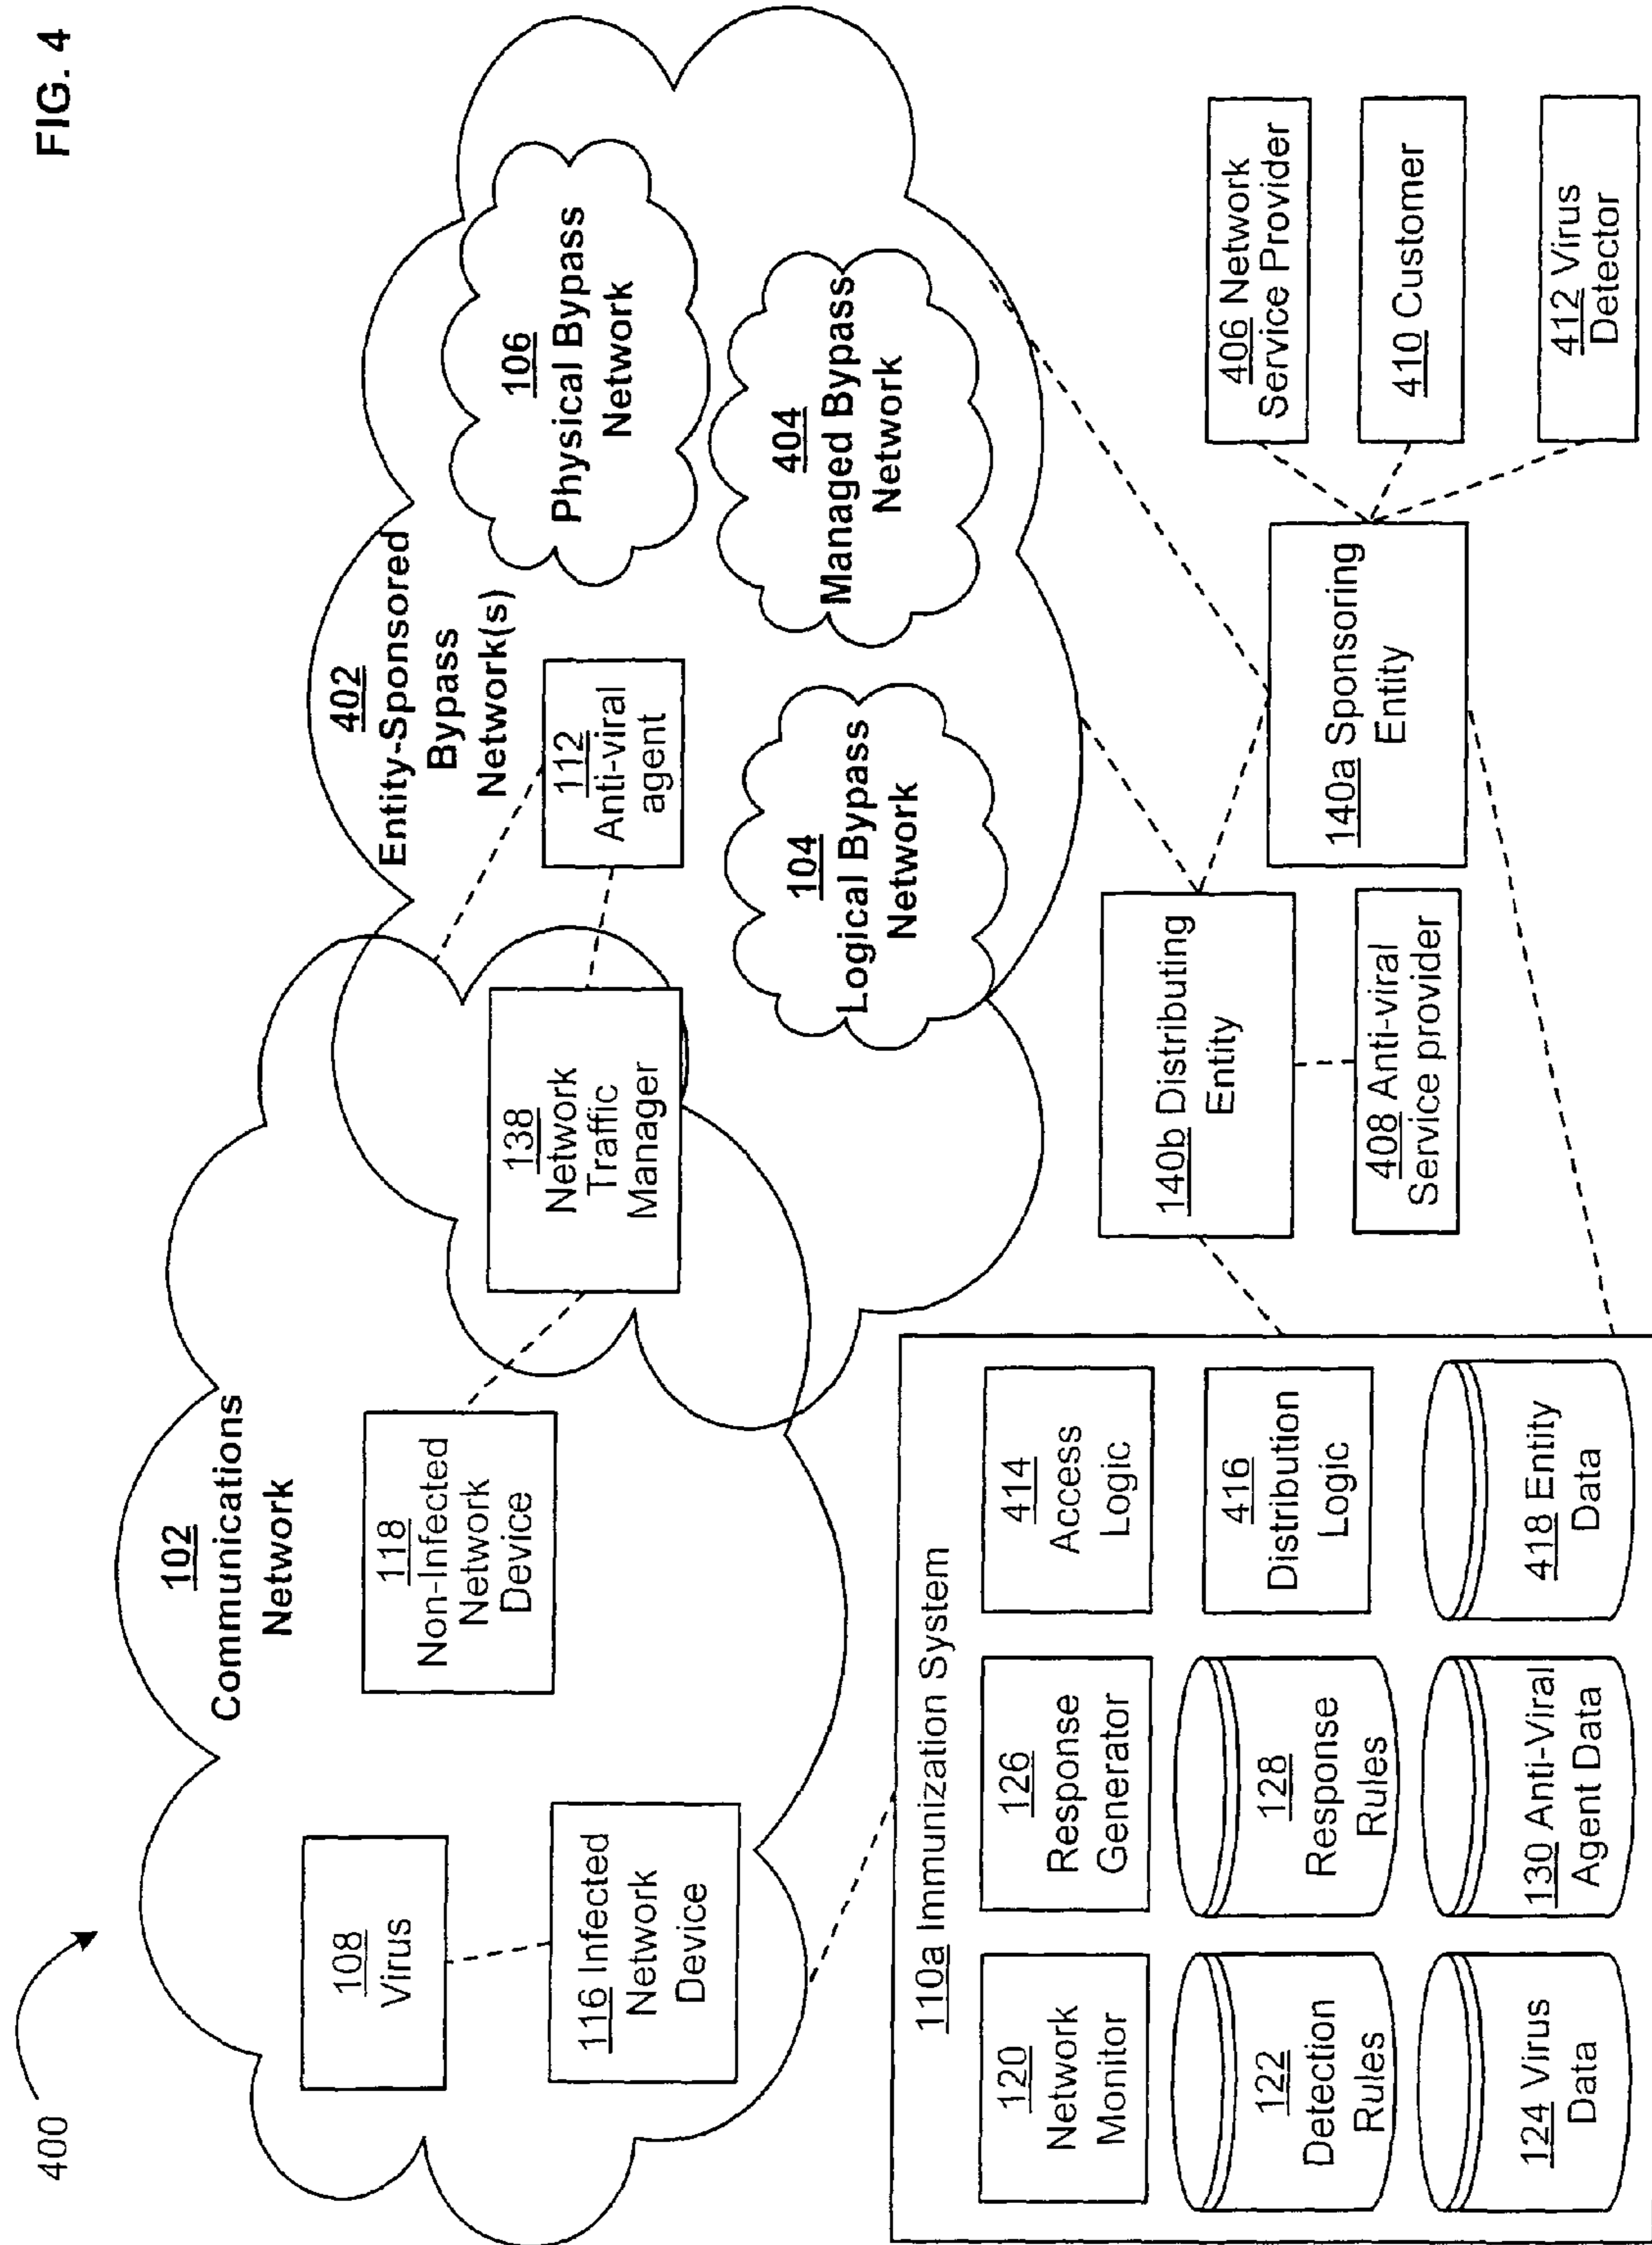 FIG. 4
400
102
Communications
Network
108
Virus
116 Infected
Network
Device
118
Non-Infected
Network
Device
138
Network
Traffic
Manager
402
Entity-Sponsored
Bypass
Network(s)
112
Anti-viral
agent
106
Physical Bypass
Network
104
Logical Bypass
Network
404
Managed Bypass
Network
110a Immunization System
120
Network
Monitor
126
Response
Generator
414
Access
Logic
122
Detection
Rules
128
Response
Rules
416
Distribution
Logic
124 Virus
Data
130 Anti-Viral
Agent Data
418 Entity
Data
140b Distributing
Entity
408 Anti-viral
Service provider
140a Sponsoring
Entity
406 Network
Service Provider
410 Customer
412 Virus
Detector